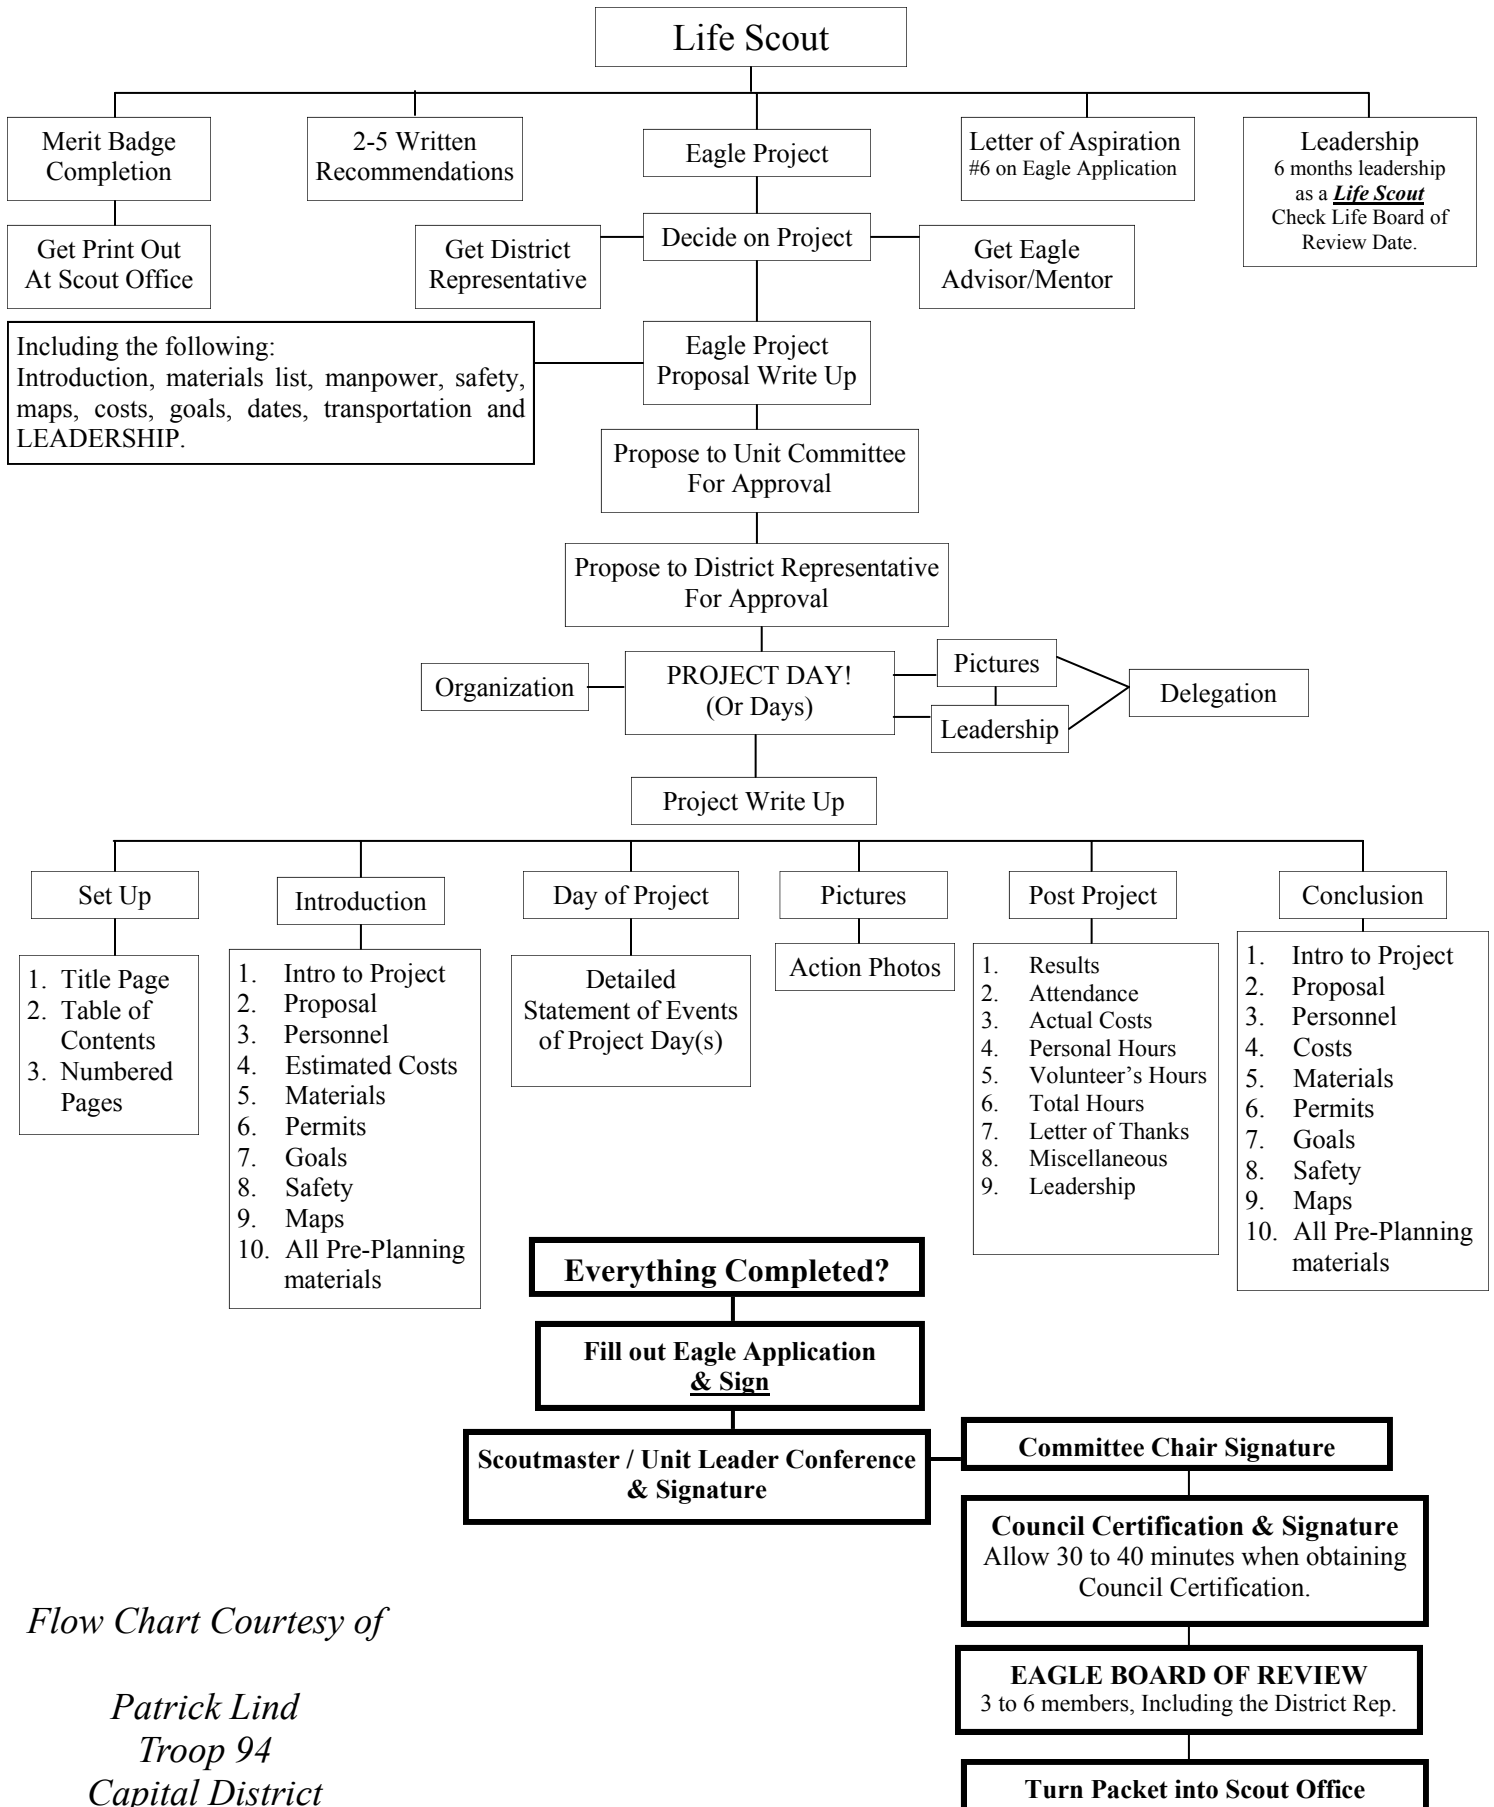 Life Scout
Merit Badge
Completion
2-5 Written
Recommendations
Eagle Project
Letter of Aspiration
#6 on Eagle Application
Leadership
6 months leadership
as a Life Scout
Check Life Board of
Review Date.
Get Print Out
At Scout Office
Get District
Representative
Decide on Project
Get Eagle
Advisor/Mentor
Including the following:
Introduction, materials list, manpower, safety,
maps, costs, goals, dates, transportation and
LEADERSHIP.
Eagle Project
Proposal Write Up
Propose to Unit Committee
For Approval
Propose to District Representative
For Approval
Organization
PROJECT DAY!
(Or Days)
Pictures
Leadership
Delegation
Project Write Up
Set Up
1. Title Page
2. Table of
Contents
3. Numbered
Pages
Introduction
1. Intro to Project
2. Proposal
3. Personnel
4. Estimated Costs
5. Materials
6. Permits
7. Goals
8. Safety
9. Maps
10. All Pre-Planning
materials
Day of Project
Detailed
Statement of Events
of Project Day(s)
Pictures
Action Photos
Post Project
1. Results
2. Attendance
3. Actual Costs
4. Personal Hours
5. Volunteer's Hours
6. Total Hours
7. Letter of Thanks
8. Miscellaneous
9. Leadership
Conclusion
1. Intro to Project
2. Proposal
3. Personnel
4. Costs
5. Materials
6. Permits
7. Goals
8. Safety
9. Maps
10. All Pre-Planning
materials
Everything Completed?
Fill out Eagle Application
& Sign
Scoutmaster / Unit Leader Conference
& Signature
Committee Chair Signature
Council Certification & Signature
Allow 30 to 40 minutes when obtaining
Council Certification.
EAGLE BOARD OF REVIEW
3 to 6 members, Including the District Rep.
Turn Packet into Scout Office
Flow Chart Courtesy of
Patrick Lind
Troop 94
Capital District